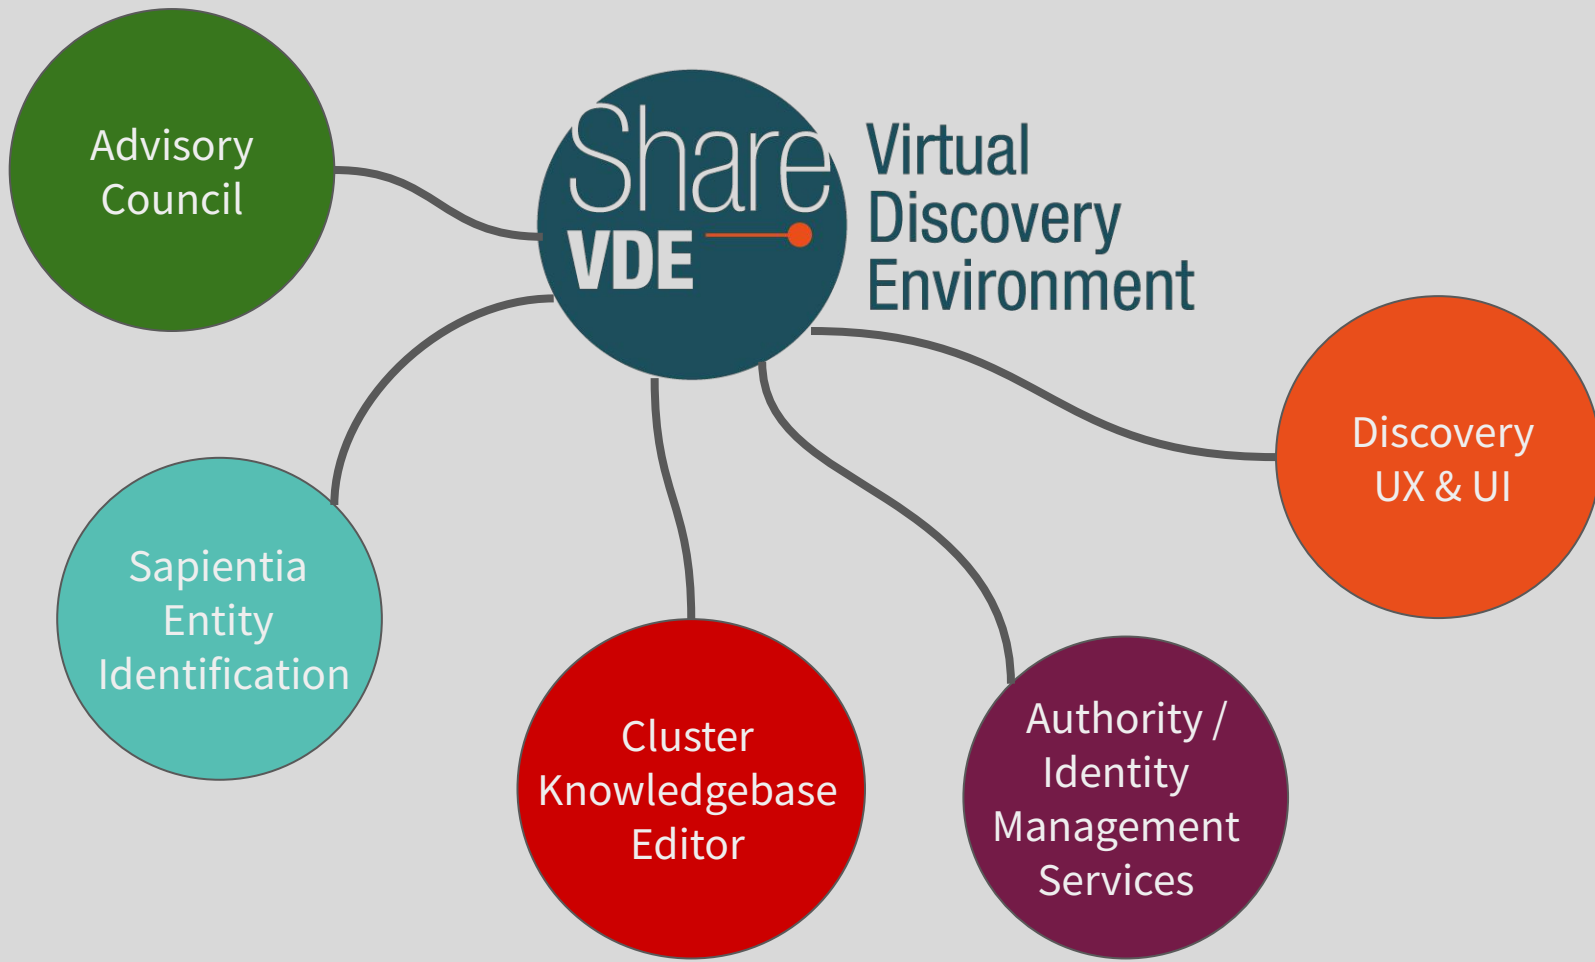 Advisory
Council
Share
VDE
Virtual
Discovery
Environment
Discovery
UX & UI
Sapientia
Entity
Identification
Cluster
Knowledgebase
Editor
Authority /
Identity
Management
Services